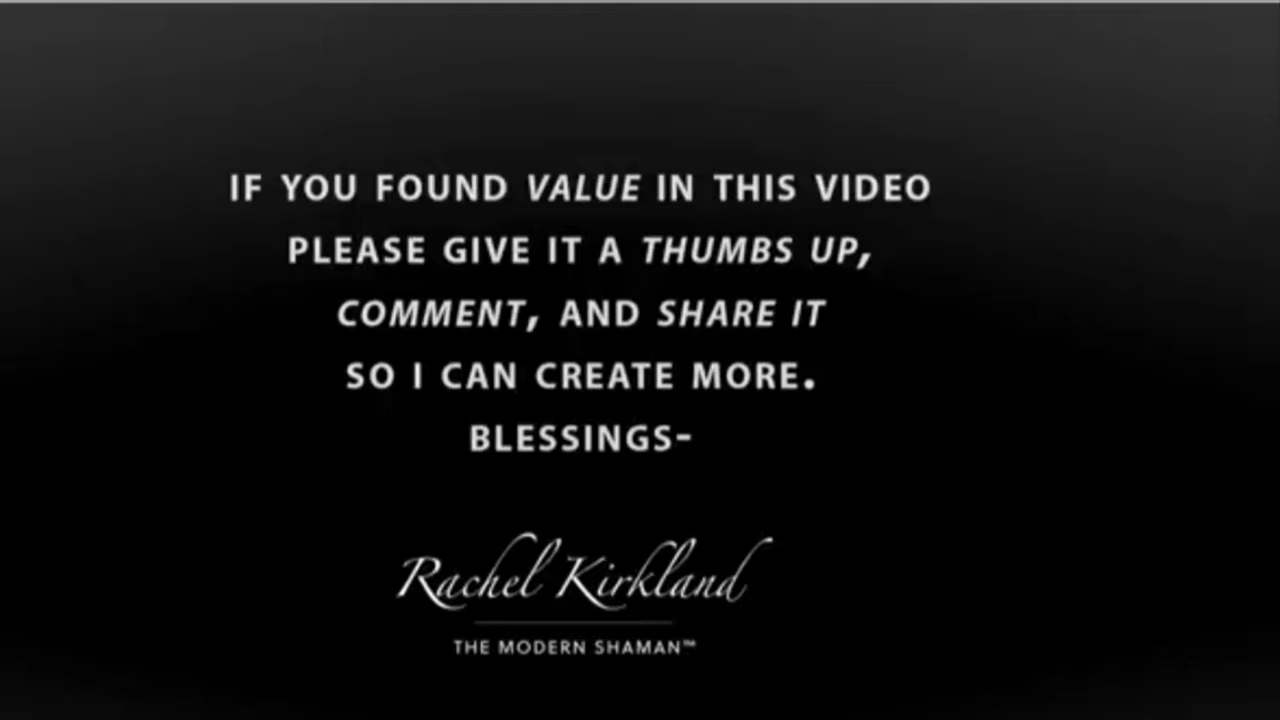 IF YOU FOUND VALUE IN THIS VIDEO
PLEASE GIVE IT A THUMBS UP,
COMMENT, AND SHARE IT
SO I CAN CREATE MORE.
BLESSINGS-
Rachel Kirkland
THE MODERN SHAMAN™